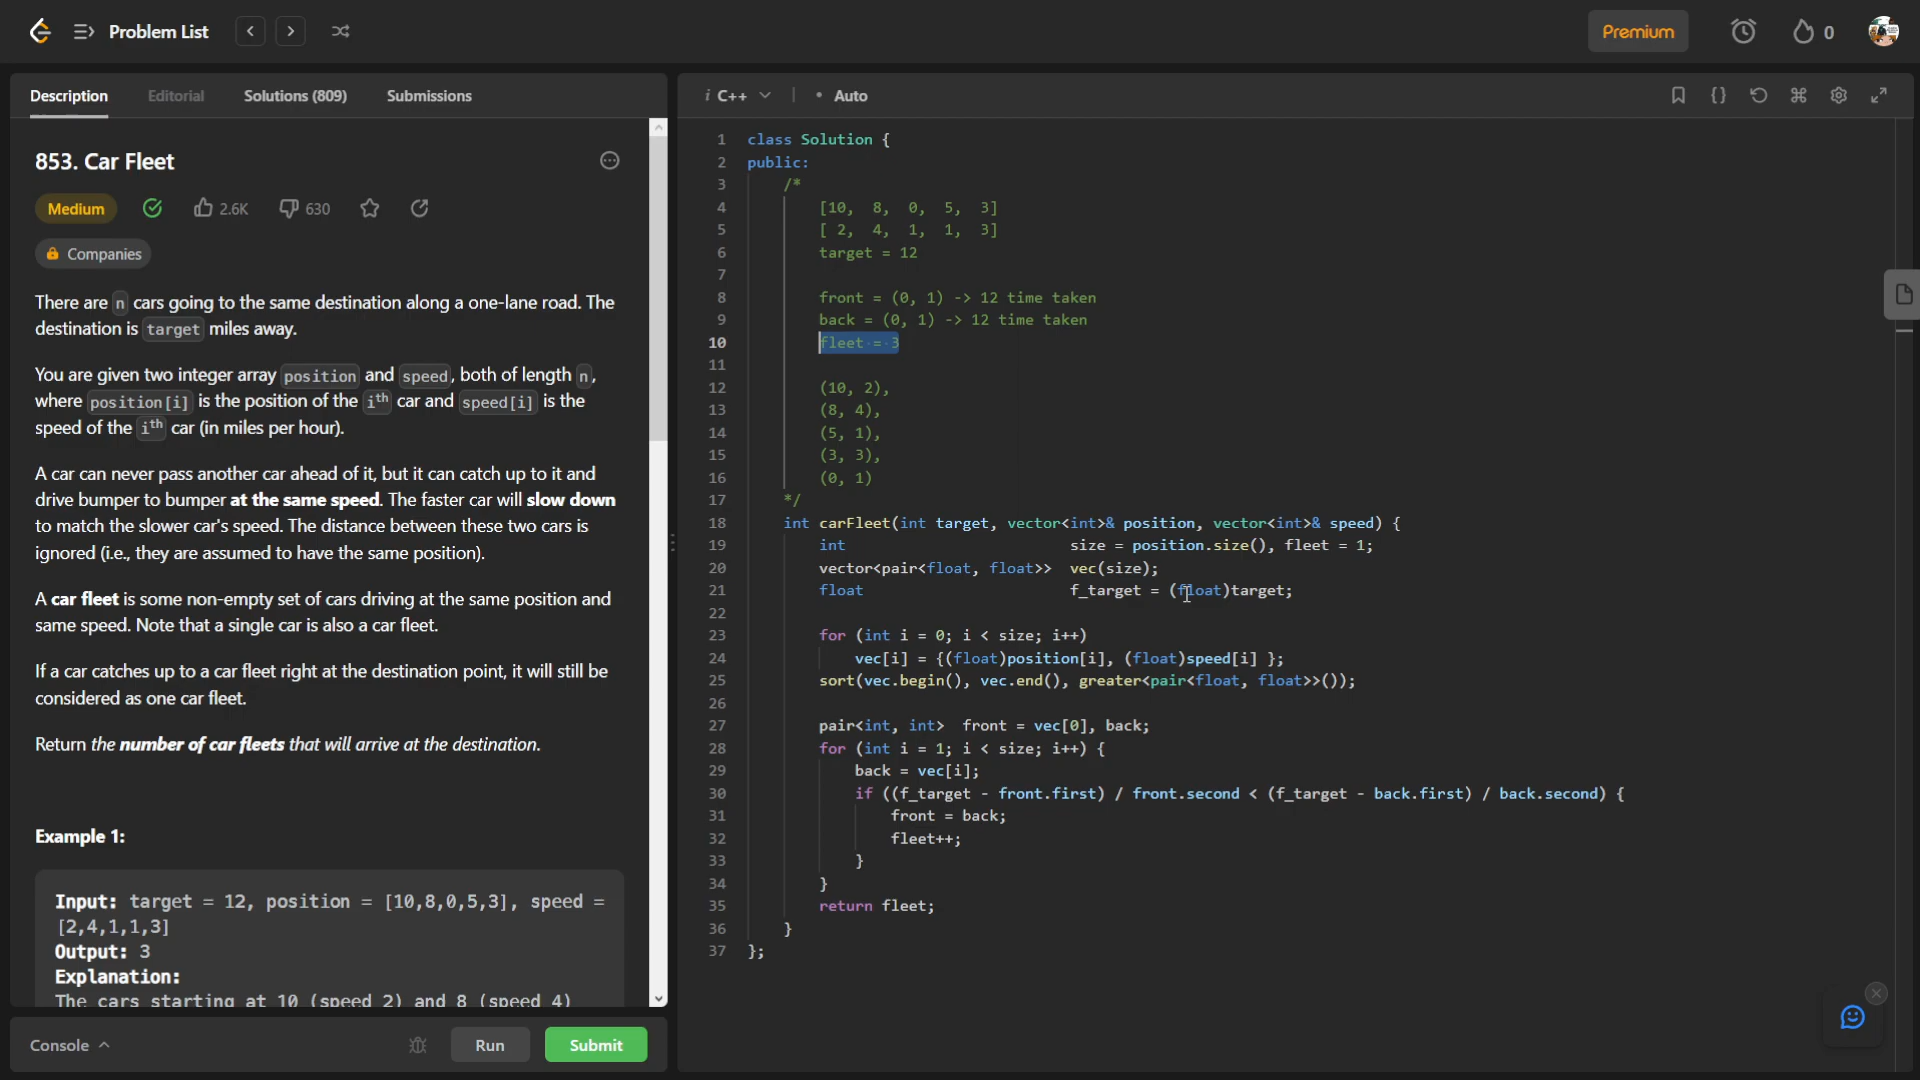 Problem List
Premium
0
Description
Editorial
Solutions (809)
Submissions
853. Car Fleet
Medium
2.6K
630
Companies
There are n cars going to the same destination along a one-lane road. The
destination is target miles away.
You are given two integer array position and speed, both of length n,
where position[i] is the position of the ith car and speed[i] is the
speed of the ith car (in miles per hour).
A car can never pass another car ahead of it, but it can catch up to it and
drive bumper to bumper at the same speed. The faster car will slow down
to match the slower car's speed. The distance between these two cars is
ignored (i.e., they are assumed to have the same position).
A car fleet is some non-empty set of cars driving at the same position and
same speed. Note that a single car is also a car fleet.
If a car catches up to a car fleet right at the destination point, it will still be
considered as one car fleet.
Return the number of car fleets that will arrive at the destination.
Example 1:
Input: target = 12, position = [10,8,0,5,3], speed =
[2,4,1,1,3]
Output: 3
Explanation:
The cars starting at 10 (speed 2) and 8 (speed 4)
Console
Run
Submit
i C++
• Auto
1 class Solution {
2 public:
3 /*
4 [10, 8, 0, 5, 3]
5 [ 2, 4, 1, 1, 3]
6 target = 12
7
8 front = (0, 1) -> 12 time taken
9 back = (0, 1) -> 12 time taken
10 fleet = 3
11
12 (10, 2),
13 (8, 4),
14 (5, 1),
15 (3, 3),
16 (0, 1)
17 */
18 int carFleet(int target, vector<int>& position, vector<int>& speed) {
19 int size = position.size(), fleet = 1;
20 vector<pair<float, float>> vec(size);
21 float f_target = (float)target;
22
23 for (int i = 0; i < size; i++)
24 vec[i] = {(float)position[i], (float)speed[i] };
25 sort(vec.begin(), vec.end(), greater<pair<float, float>>());
26
27 pair<int, int> front = vec[0], back;
28 for (int i = 1; i < size; i++) {
29 back = vec[i];
30 if ((f_target - front.first) / front.second < (f_target - back.first) / back.second) {
31 front = back;
32 fleet++;
33 }
34 }
35 return fleet;
36 }
37 };